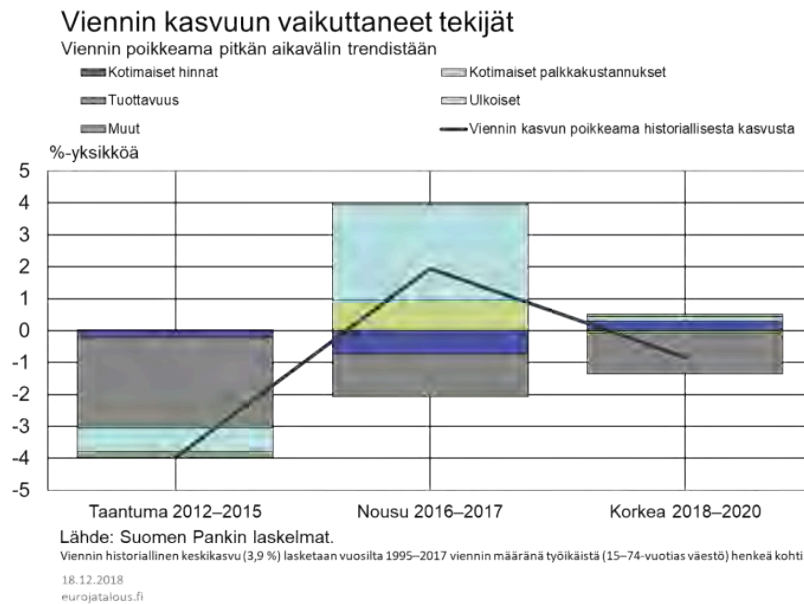 Viennin kasvuun vaikuttaneet tekijät
Viennin poikkeama pitkän aikavälin trendistään
Kotimaiset hinnat
Kotimaiset palkkakustannukset
Tuottavuus
Ulkoiset
Muut
Viennin kasvun poikkeama historiallisesta kasvusta
%-yksikköä
5
4
3
2
1
0
-1
-2
-3
-4
-5
Taantuma 2012–2015
Nousu 2016–2017
Korkea 2018–2020
Lähde: Suomen Pankin laskelmat.
Viennin historiallinen keskikasvu (3,9 %) lasketaan vuosilta 1995–2017 viennin määränä työikäistä (15–74-vuotias väestö) henkeä kohti
18.12.2018
eurojatalous.fi